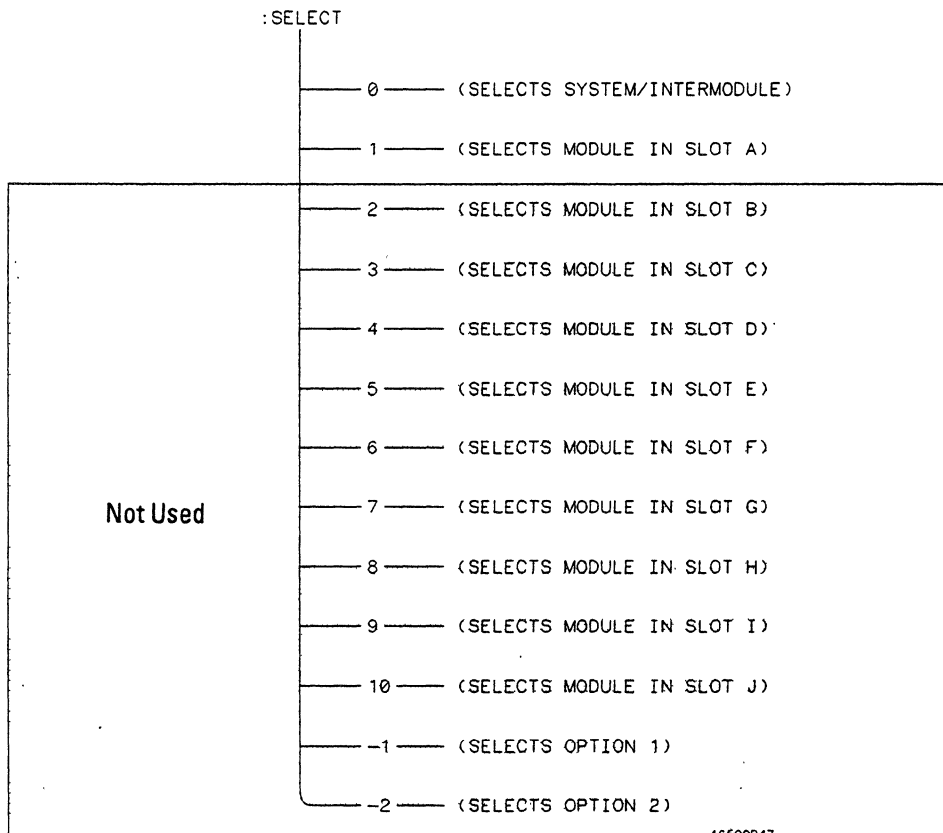 :SELECT
0 (SELECTS SYSTEM/INTERMODULE)
1 (SELECTS MODULE IN SLOT A)
2 (SELECTS MODULE IN SLOT B)
3 (SELECTS MODULE IN SLOT C)
4 (SELECTS MODULE IN SLOT D)
5 (SELECTS MODULE IN SLOT E)
6 (SELECTS MODULE IN SLOT F)
Not Used
7 (SELECTS MODULE IN SLOT G)
8 (SELECTS MODULE IN SLOT H)
9 (SELECTS MODULE IN SLOT I)
10 (SELECTS MODULE IN SLOT J)
-1 (SELECTS OPTION 1)
-2 (SELECTS OPTION 2)